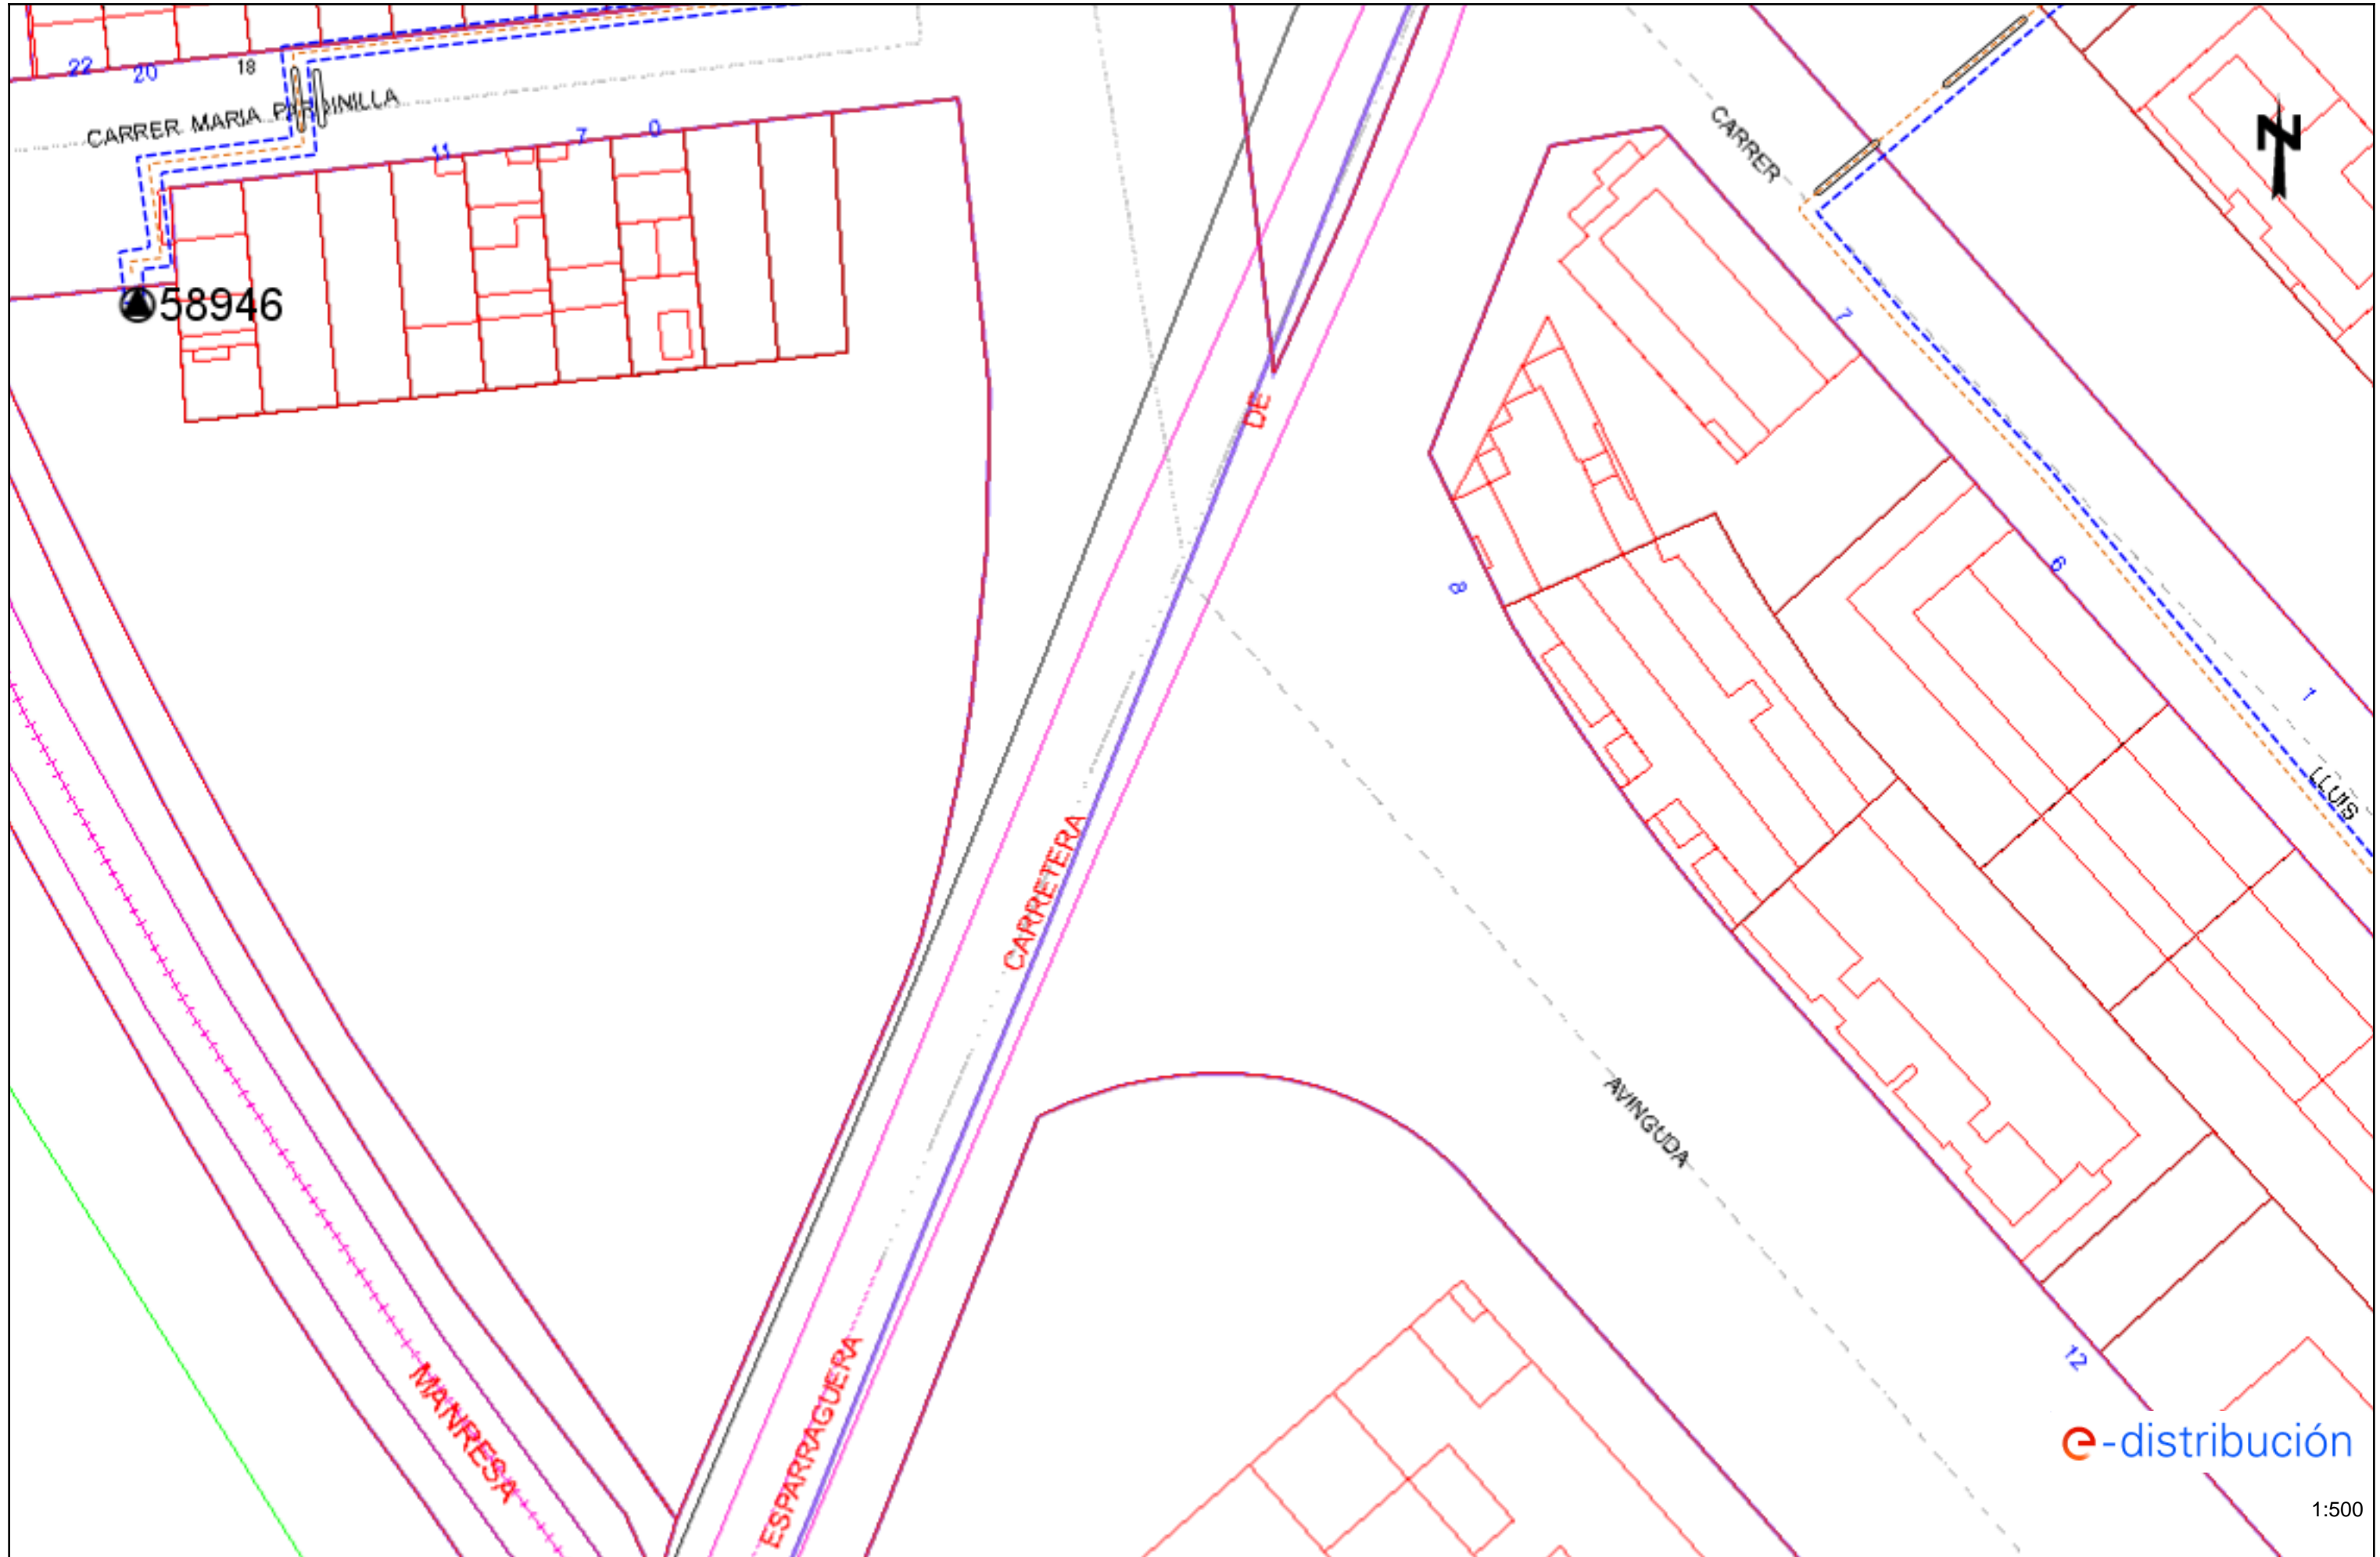 22
20
18
CARRER MARIA PARDINILLA
11
7
0
58946
CARRER
N
7
DE
8
6
1
LLUIS
CARRETERA
AVINGUDA
ESPARRAGUERA
MANRESA
12
e-distribución
1:500